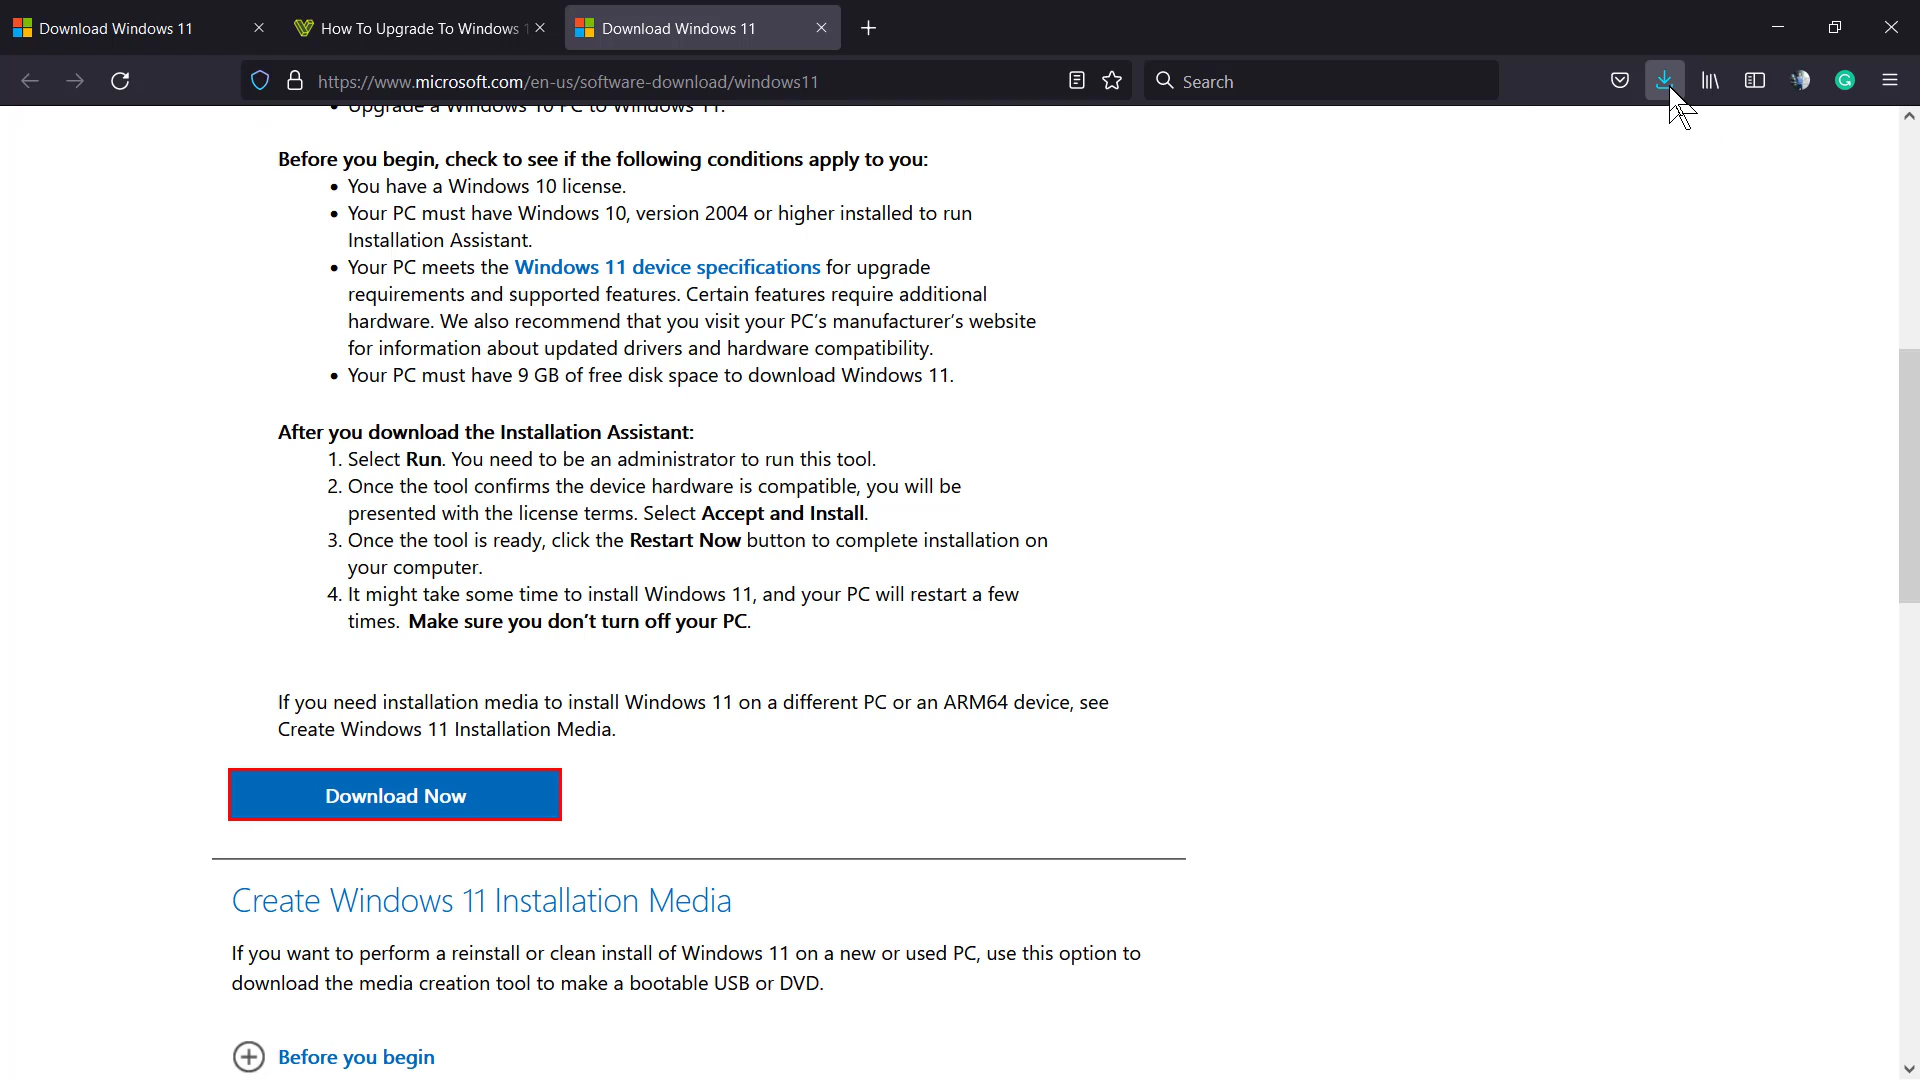 Download Windows 11
How To Upgrade To Windows 1
Download Windows 11
https://www.microsoft.com/en-us/software-download/windows11
Search
• Upgrade a Windows 10 PC to Windows 11.
Before you begin, check to see if the following conditions apply to you:
• You have a Windows 10 license.
• Your PC must have Windows 10, version 2004 or higher installed to run
Installation Assistant.
• Your PC meets the Windows 11 device specifications for upgrade
requirements and supported features. Certain features require additional
hardware. We also recommend that you visit your PC's manufacturer's website
for information about updated drivers and hardware compatibility.
• Your PC must have 9 GB of free disk space to download Windows 11.
After you download the Installation Assistant:
1. Select Run. You need to be an administrator to run this tool.
2. Once the tool confirms the device hardware is compatible, you will be
presented with the license terms. Select Accept and Install.
3. Once the tool is ready, click the Restart Now button to complete installation on
your computer.
4. It might take some time to install Windows 11, and your PC will restart a few
times. Make sure you don’t turn off your PC.
If you need installation media to install Windows 11 on a different PC or an ARM64 device, see
Create Windows 11 Installation Media.
Download Now
Create Windows 11 Installation Media
If you want to perform a reinstall or clean install of Windows 11 on a new or used PC, use this option to
download the media creation tool to make a bootable USB or DVD.
Before you begin